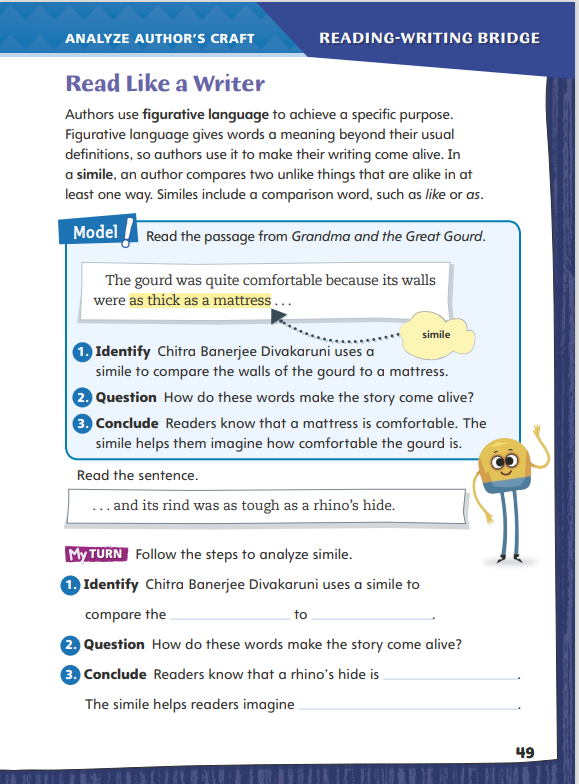 ANALYZE AUTHOR'S CRAFT
READING-WRITING BRIDGE
Read Like a Writer
Authors use figurative language to achieve a specific purpose.
Figurative language gives words a meaning beyond their usual
definitions, so authors use it to make their writing come alive. In
a simile, an author compares two unlike things that are alike in at
least one way. Similes include a comparison word, such as like or as.
Model! Read the passage from Grandma and the Great Gourd.
The gourd was quite comfortable because its walls
were as thick as a mattress . . .
simile
1. Identify Chitra Banerjee Divakaruni uses a
simile to compare the walls of the gourd to a mattress.
2. Question How do these words make the story come alive?
3. Conclude Readers know that a mattress is comfortable. The
simile helps them imagine how comfortable the gourd is.
Read the sentence.
. . . and its rind was as tough as a rhino's hide.
My TURN Follow the steps to analyze simile.
1. Identify Chitra Banerjee Divakaruni uses a simile to
compare the ____ to ____.
2. Question How do these words make the story come alive?
3. Conclude Readers know that a rhino's hide is ____.
The simile helps readers imagine ____.
49